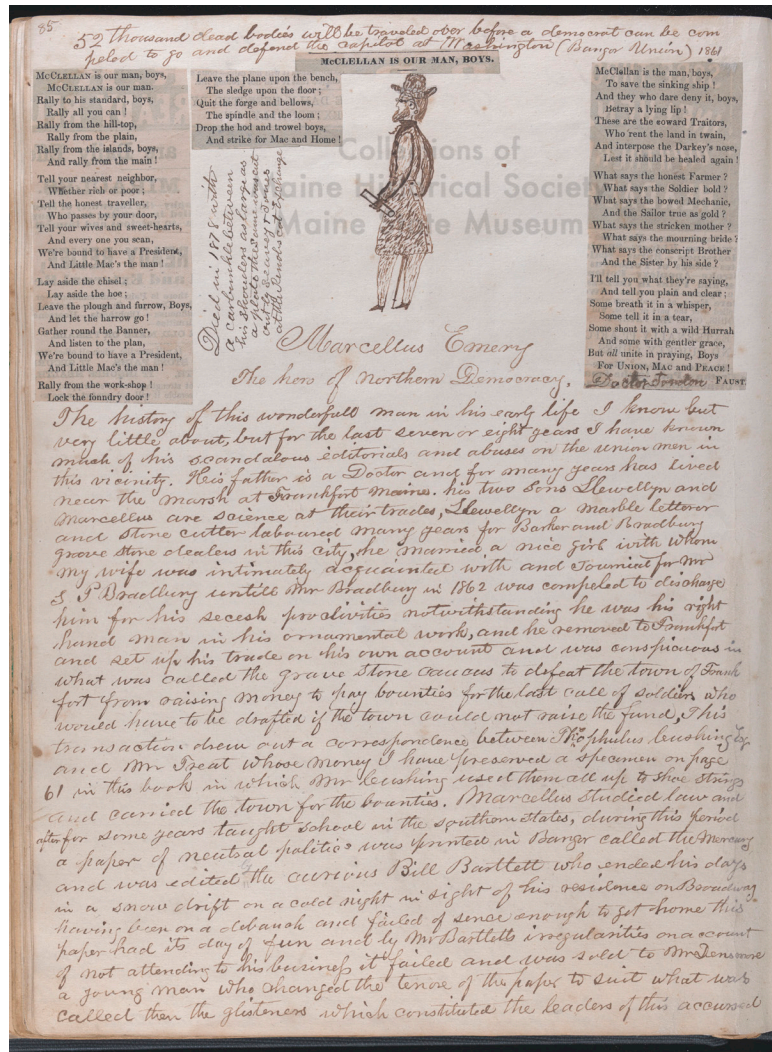 85
52 thousand dead bodies will be traveled over before a democrat can be com
peled to go and defend the capitol at Washington (Bangor Union) 1861
McCLELLAN IS OUR MAN, BOYS.
McCLELLAN is our man, boys,
McCLELLAN is our man.
Rally to his standard, boys,
Rally all you can!
Rally from the hill-top,
Rally from the plain,
Rally from the islands, boys,
And rally from the main!
Tell your nearest neighbor,
Whether rich or poor;
Tell the honest traveller,
Who passes by your door,
Tell your wives and sweet-hearts,
And every one you scan,
We're bound to have a President,
And Little Mac's the man!
Lay aside the chisel;
Lay aside the hoe;
Leave the plough and furrow, Boys,
And let the harrow go!
Gather round the Banner,
And listen to the plan,
We're bound to have a President,
And Little Mac's the man!
Rally from the work-shop!
Lock the foundry door!
Leave the plane upon the bench,
The sledge upon the floor;
Quit the forge and bellows,
The spindle and the loom;
Drop the hod and trowel boys,
And strike for Mac and Home!
McClellan is the man, boys,
To save the sinking ship!
And they who dare deny it, boys,
Betray a lying lip!
These are the coward Traitors,
Who rent the land in twain,
And interpose the Darkey's nose,
Lest it should be healed again!
What says the honest Farmer?
What says the Soldier bold?
What says the bowed Mechanic,
And the Sailor true as gold?
What says the stricken mother?
What says the mourning bride?
What says the conscript Brother
And the Sister by his side?
I'll tell you what they're saying,
And tell you plain and clear;
Some breath it in a whisper,
Some tell it in a tear,
Some shout it with a wild Hurrah
And some with gentler grace,
But all unite in praying, Boys
For UNION, MAC and PEACE!
Doctor FAUST.
Died in 1878 with
a carbuncle between
his shoulders as large as
a plate the same was cut
out by
at the Penobscot Exchange
Collections of
Maine Historical Society
Maine State Museum
Marcellus Emery
The hero of Northern Democracy.
The history of this wonderfull man in his early life I know but
very little about, but for the last seven or eight years I have known
much of his scandalous editorials and abuses on the union men in
this vicinity. His father is a Doctor and for many years has lived
near the marsh at Frankfort Maine. his two Sons Llewellyn and
Marcellus are science at their trades, Llewellyn a marble letteror
and stone cutter laboured many years for Barker and Bradbury
grove stone dealers in this city, he married a nice girl with whom
my wife was intimately acquainted with and Journied for Mr
S P Bradbury untill Mr Bradbury in 1862 was compeled to discharge
him for his secesh proclivities notwithstanding he was his right
hand man in his ornamental work, and he removed to Frankfort
and set up his trade on his own account and was conspicuous in
what was called the grave stone caucus to defeat the town of Frank
fort from raising money to pay bounties for the last call of soldiers who
would have to be drafted if the town could not raise the fund, This
transaction drew out a correspondence between Theophulus Cushing Esq
and Mr Treat whose money I have preserved a specimen on page
61 in this book in which Mr Cushing used them all up to shoe strings
and carried the town for the bounties. Marcellus studied law and
after for some years taught school in the southern states, during this period
a paper of neutral politics was printed in Bangor called the Mercury
and was edited the curious Bill Bartlett who ended his days
in a snow drift on a cold night in sight of his residence on Broadway
having been on a debauch and failed of sense enough to get home this
paper had its day of fun and by Mr Bartletts irregularities on account
of not attending to his business it failed and was sold to Mr Densmore
a young man who changed the tenor of the paper to suit what was
called then the glisteners which constituted the leaders of this accursed